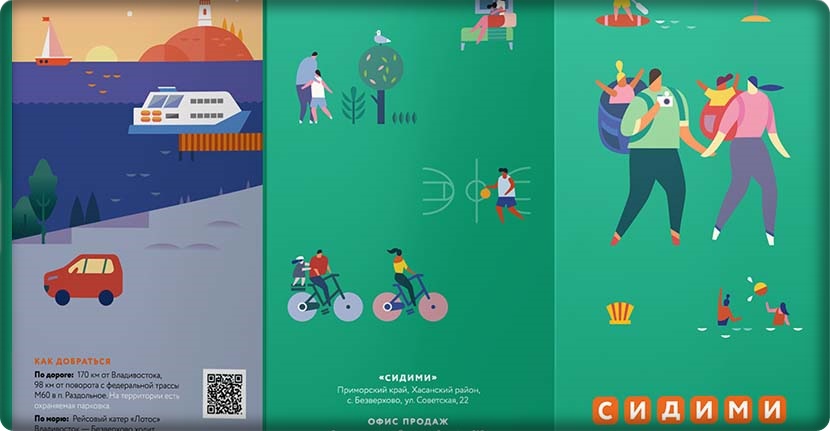 КАК ДОБРАТЬСЯ
По дороге: 170 км от Владивостока,
98 км от поворота с федеральной трассы
М60 в п. Раздольное. На территории есть
охраняемая парковка.
По морю: Рейсовый катер «Лотос»
Владивосток — Безверхово ходит
«СИДИМИ»
Приморский край, Хасанский район,
с. Безверхово, ул. Советская, 22
ОФИС ПРОДАЖ
СИДИМИ